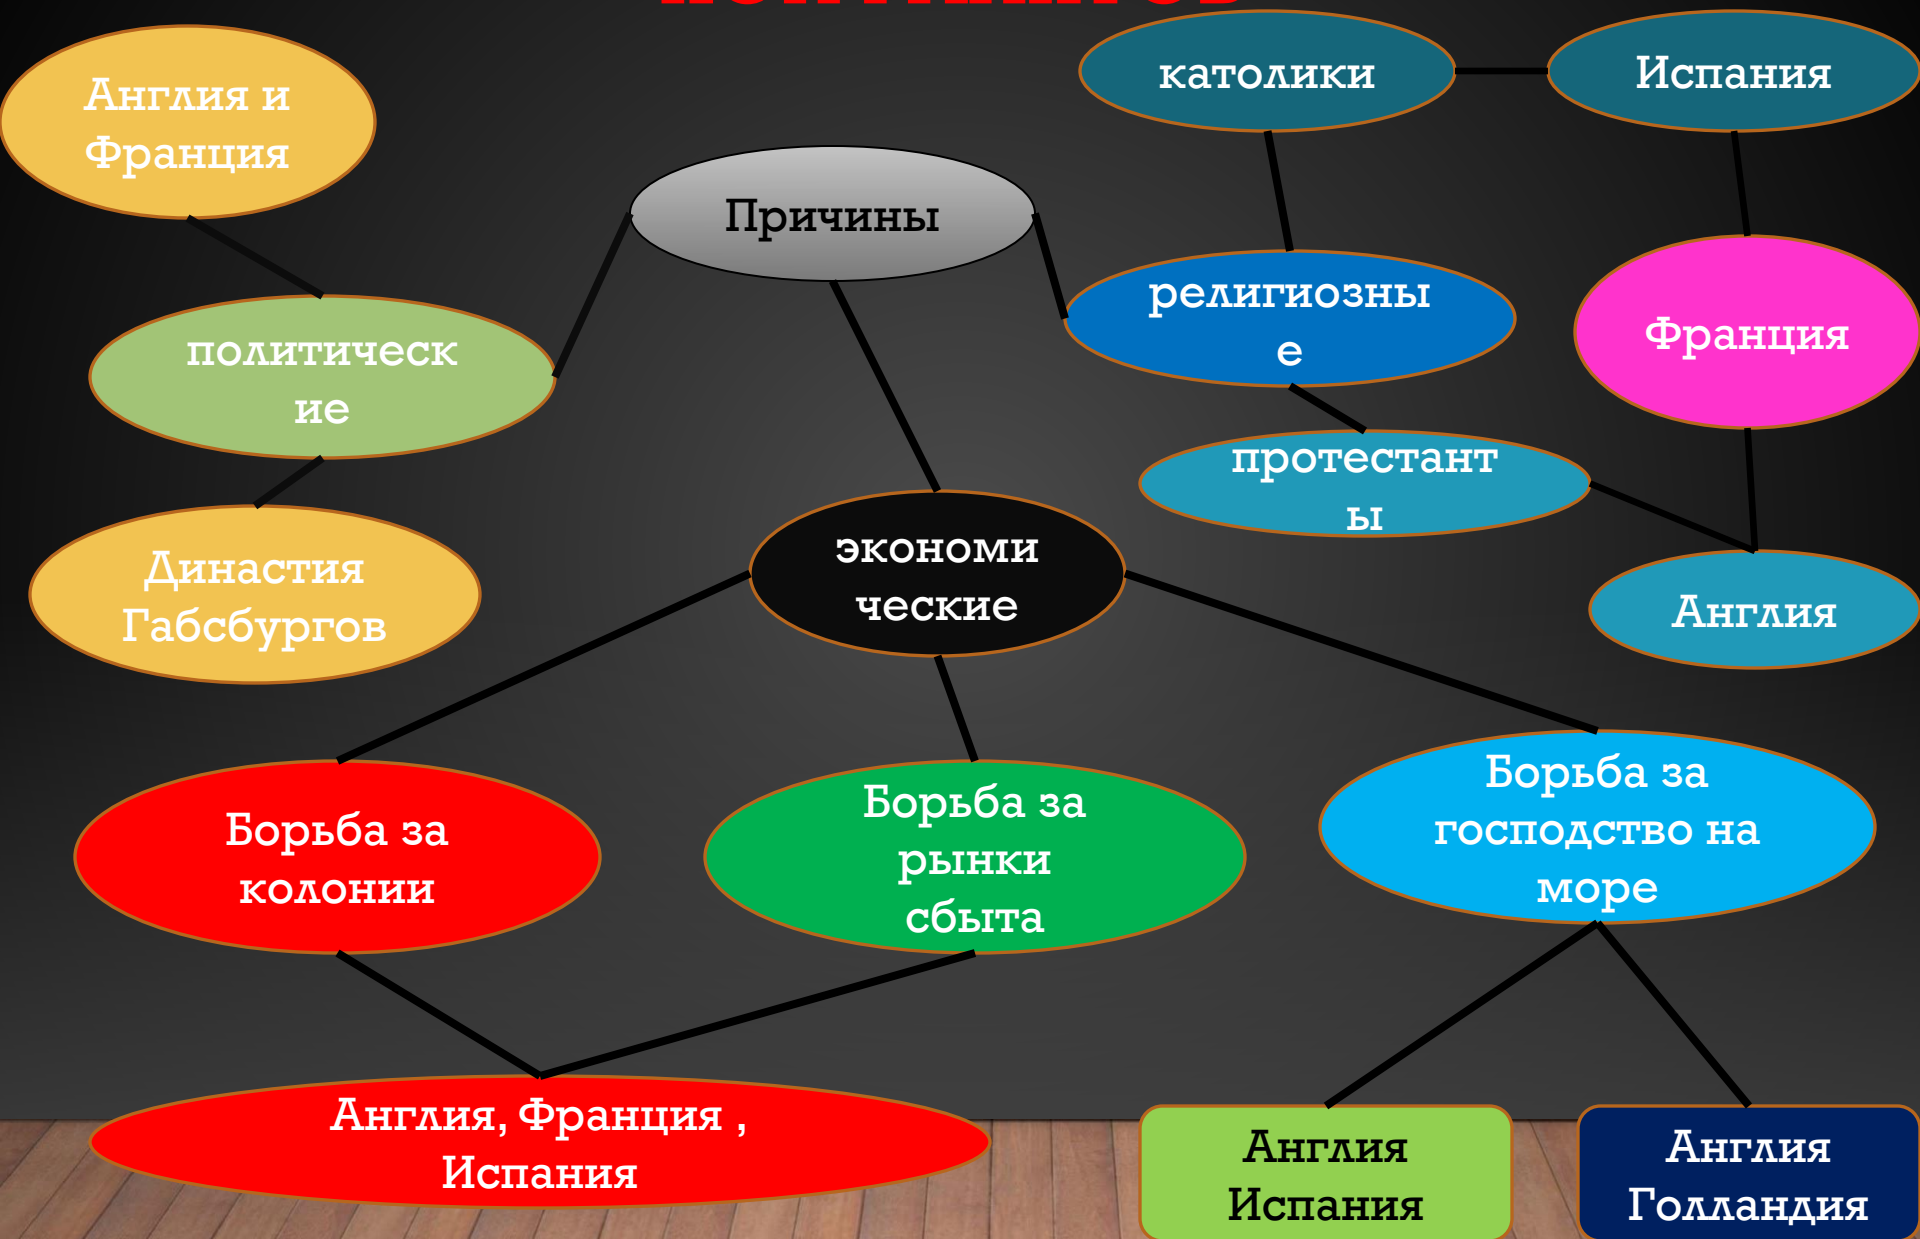 католики
Испания
Англия и
Франция
Причины
религиозны
е
Франция
политическ
ие
протестант
ы
Династия
Габсбургов
экономи
ческие
Англия
Борьба за
колонии
Борьба за
рынки
сбыта
Борьба за
господство на
море
Англия, Франция ,
Испания
Англия
Испания
Англия
Голландия